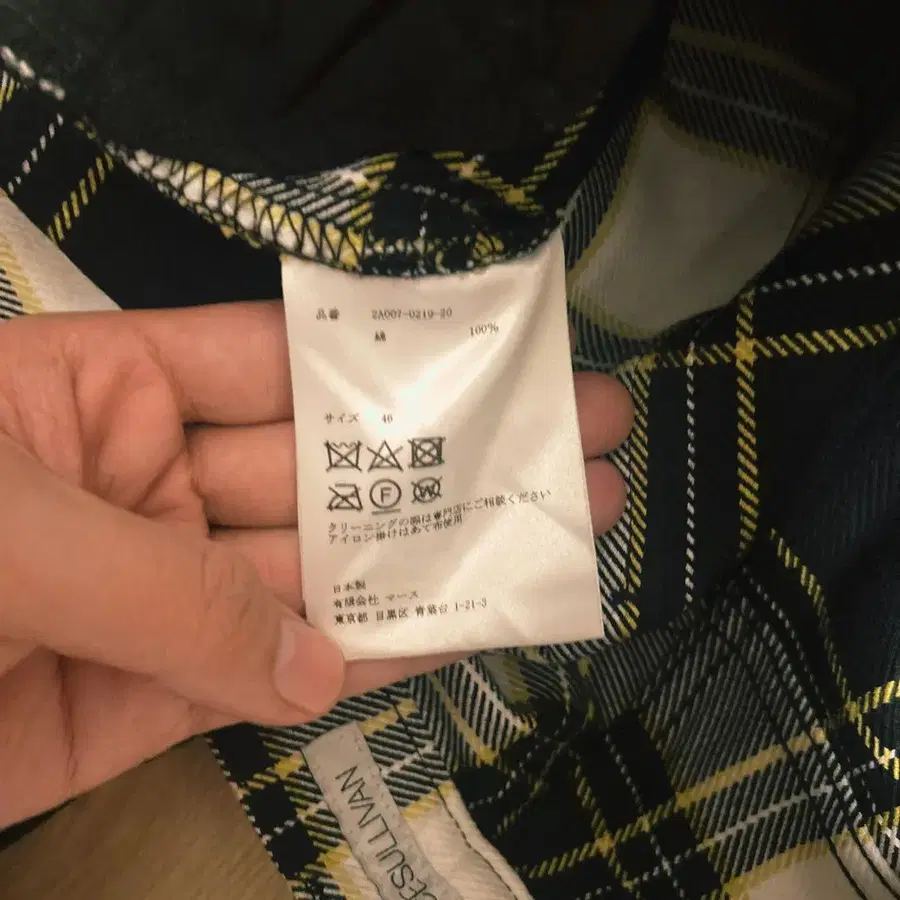 品番 2A007-0219-20
綿 100%
サイズ 46
F W
クリーニングの際は専門店にご相談ください
アイロン掛けはあて布使用
日本製
有限会社 マース
東京都 目黒区 青葉台 1-21-3
ESULLIVAN